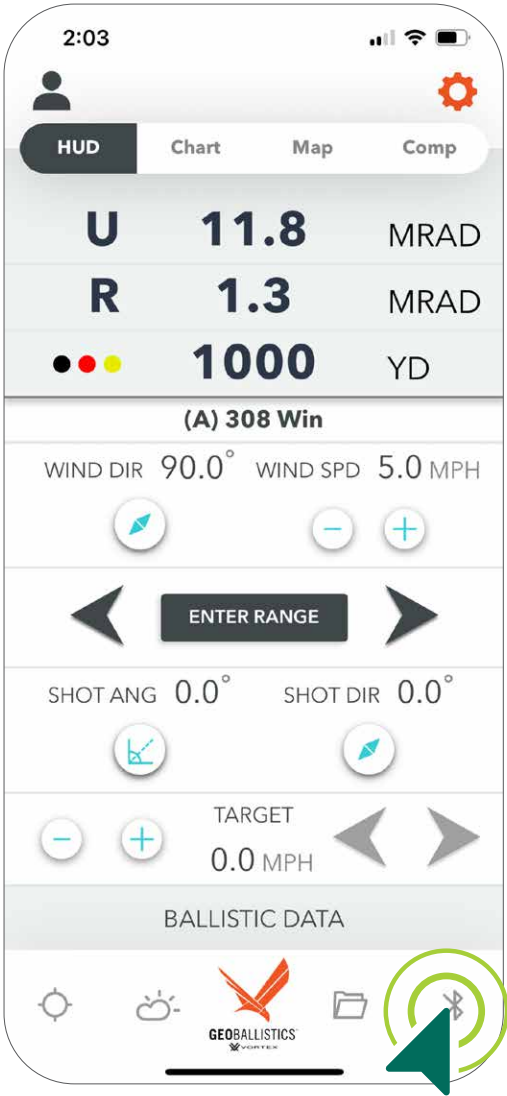 2:03
HUD Chart Map Comp
U 11.8 MRAD
R 1.3 MRAD
1000 YD
(A) 308 Win
WIND DIR 90.0° WIND SPD 5.0 MPH
ENTER RANGE
SHOT ANG 0.0° SHOT DIR 0.0°
TARGET
0.0 MPH
BALLISTIC DATA
GEOBALLISTICS
VORTEX